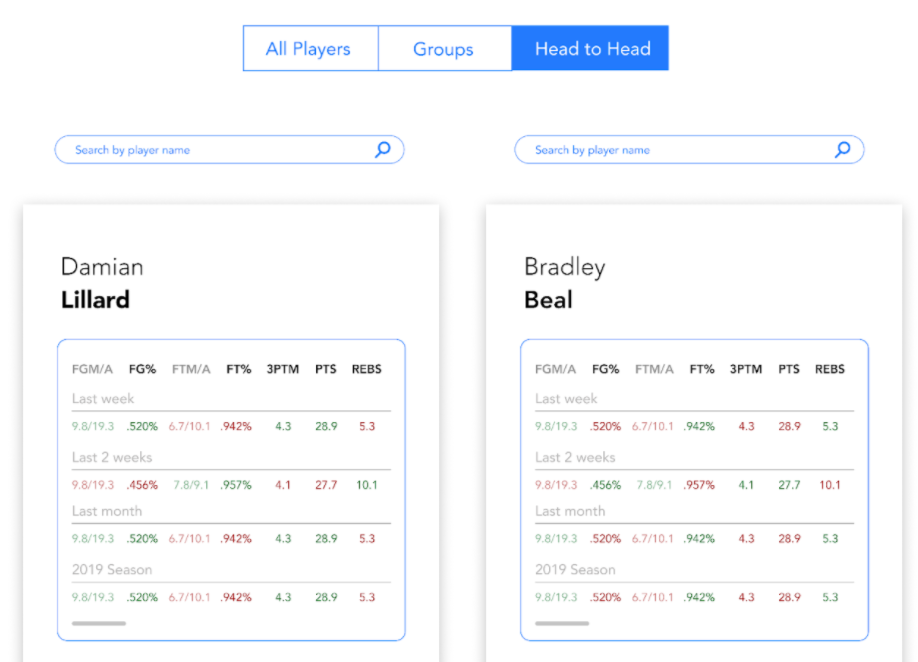 All Players Groups Head to Head
Search by player name
Search by player name
Damian
Lillard
FGM/A FG% FTM/A FT% 3PTM PTS REBS
Last week
9.8/19.3 .520% 6.7/10.1 .942% 4.3 28.9 5.3
Last 2 weeks
9.8/19.3 .456% 7.8/9.1 .957% 4.1 27.7 10.1
Last month
9.8/19.3 .520% 6.7/10.1 .942% 4.3 28.9 5.3
2019 Season
9.8/19.3 .520% 6.7/10.1 .942% 4.3 28.9 5.3
Bradley
Beal
FGM/A FG% FTM/A FT% 3PTM PTS REBS
Last week
9.8/19.3 .520% 6.7/10.1 .942% 4.3 28.9 5.3
Last 2 weeks
9.8/19.3 .456% 7.8/9.1 .957% 4.1 27.7 10.1
Last month
9.8/19.3 .520% 6.7/10.1 .942% 4.3 28.9 5.3
2019 Season
9.8/19.3 .520% 6.7/10.1 .942% 4.3 28.9 5.3